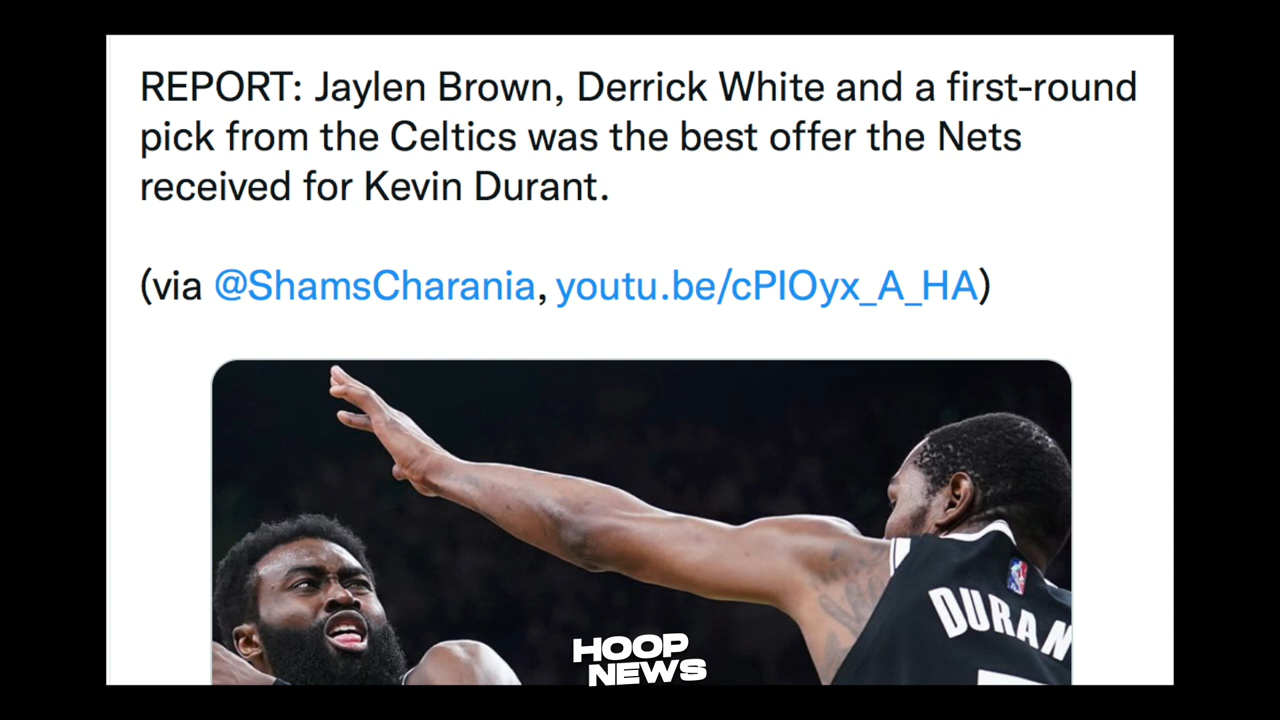 REPORT: Jaylen Brown, Derrick White and a first-round
pick from the Celtics was the best offer the Nets
received for Kevin Durant.
(via @ShamsCharania, youtu.be/cPIOyx_A_HA)
DURAN
HOOP
NEWS